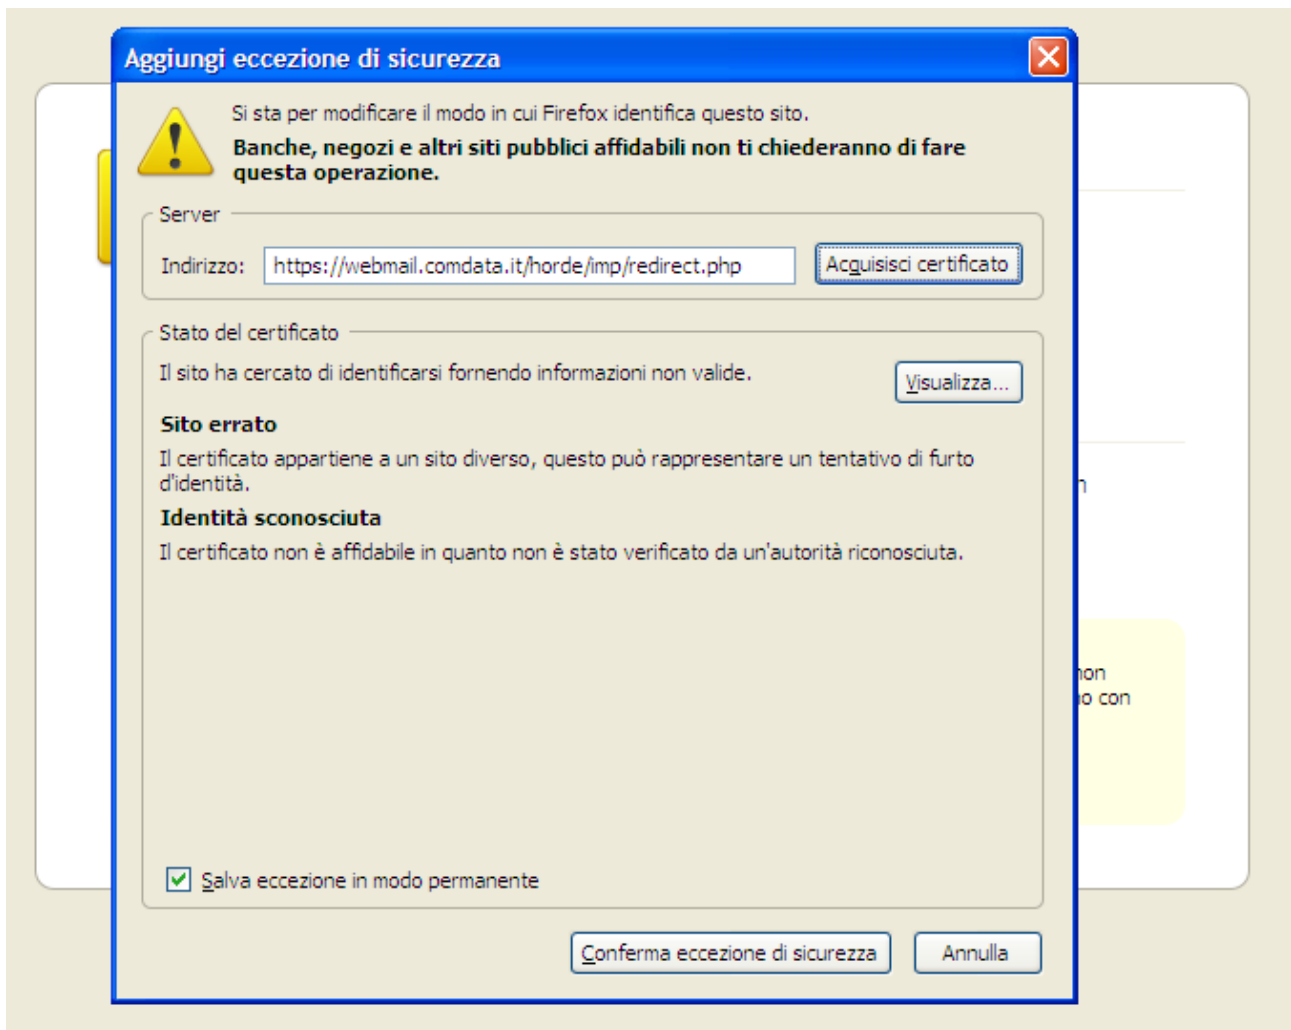 Aggiungi eccezione di sicurezza
Si sta per modificare il modo in cui Firefox identifica questo sito.
Banche, negozi e altri siti pubblici affidabili non ti chiederanno di fare
questa operazione.
Server
Indirizzo: https://webmail.comdata.it/horde/imp/redirect.php Acquisisci certificato
Stato del certificato
Il sito ha cercato di identificarsi fornendo informazioni non valide.
Visualizza...
Sito errato
Il certificato appartiene a un sito diverso, questo può rappresentare un tentativo di furto
d'identità.
Identità sconosciuta
Il certificato non è affidabile in quanto non è stato verificato da un'autorità riconosciuta.
con
Salva eccezione in modo permanente
Conferma eccezione di sicurezza Annulla